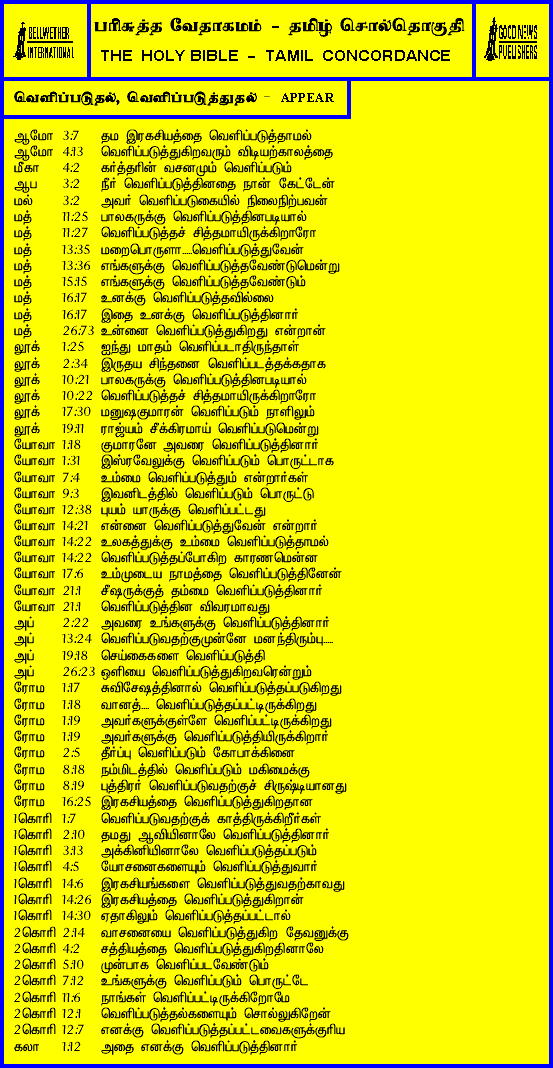 BELLWETHER
INTERNATIONAL
பரிசுத்த வேதாகமம் - தமிழ் சொல்தொகுதி
THE HOLY BIBLE - TAMIL CONCORDANCE
GOOD NEWS
PUBLISHERS
வெளிப்படுதல், வெளிப்படுத்துதல் - APPEAR
ஆமோ 3:7 தம இரகசியத்தை வெளிப்படுத்தாமல்
ஆமோ 4:13 வெளிப்படுத்துகிறவரும் விடியற்காலத்தை
மீகா 4:2 கர்த்தரின் வசனமும் வெளிப்படும்
ஆப 3:2 நீர் வெளிப்படுத்தினதை நான் கேட்டேன்
மல் 3:2 அவர் வெளிப்படுகையில் நிலைநிற்பவன்
மத் 11:25 பாலகருக்கு வெளிப்படுத்தினபடியால்
மத் 11:27 வெளிப்படுத்தச் சித்தமாயிருக்கிறாரோ
மத் 13:35 மறைபொருளா.....வெளிப்படுத்துவேன்
மத் 13:36 எங்களுக்கு வெளிப்படுத்தவேண்டுமென்று
மத் 15:15 எங்களுக்கு வெளிப்படுத்தவேண்டும்
மத் 16:17 உனக்கு வெளிப்படுத்தவில்லை
மத் 16:17 இதை உனக்கு வெளிப்படுத்தினார்
மத் 26:73 உன்னை வெளிப்படுத்துகிறது என்றான்
லூக் 1:25 ஐந்து மாதம் வெளிப்படாதிருந்தாள்
லூக் 2:34 இருதய சிந்தனை வெளிப்படத்தக்கதாக
லூக் 10:21 பாலகருக்கு வெளிப்படுத்தினபடியால்
லூக் 10:22 வெளிப்படுத்தச் சித்தமாயிருக்கிறாரோ
லூக் 17:30 மனுஷகுமாரன் வெளிப்படும் நாளிலும்
லூக் 19:11 ராஜ்யம் சீக்கிரமாய் வெளிப்படுமென்று
யோவா 1:18 குமாரனே அவரை வெளிப்படுத்தினார்
யோவா 1:31 இஸ்ரவேலுக்கு வெளிப்படும் பொருட்டாக
யோவா 7:4 உம்மை வெளிப்படுத்தும் என்றார்கள்
யோவா 9:3 இவனிடத்தில் வெளிப்படும் பொருட்டு
யோவா 12:38 புயம் யாருக்கு வெளிப்பட்டது
யோவா 14:21 என்னை வெளிப்படுத்துவேன் என்றார்
யோவா 14:22 உலகத்துக்கு உம்மை வெளிப்படுத்தாமல்
யோவா 14:22 வெளிப்படுத்தப்போகிற காரணமென்ன
யோவா 17:6 உம்முடைய நாமத்தை வெளிப்படுத்தினேன்
யோவா 21:1 சீஷருக்குத் தம்மை வெளிப்படுத்தினார்
யோவா 21:1 வெளிப்படுத்தின விவரமாவது
அப் 2:22 அவரை உங்களுக்கு வெளிப்படுத்தினார்
அப் 13:24 வெளிப்படுவதற்குமுன்னே மனந்திரும்பு.....
அப் 19:18 செய்கைகளை வெளிப்படுத்தி
அப் 26:23 ஒளியை வெளிப்படுத்துகிறவரென்றும்
ரோம 1:17 சுவிசேஷத்தினால் வெளிப்படுத்தப்படுகிறது
ரோம 1:18 வானத்.... வெளிப்படுத்தப்பட்டிருக்கிறது
ரோம 1:19 அவர்களுக்குள்ளே வெளிப்பட்டிருக்கிறது
ரோம 1:19 அவர்களுக்கு வெளிப்படுத்தியிருக்கிறார்
ரோம 2:5 தீர்ப்பு வெளிப்படும் கோபாக்கினை
ரோம 8:18 நம்மிடத்தில் வெளிப்படும் மகிமைக்கு
ரோம 8:19 புத்திரர் வெளிப்படுவதற்குச் சிருஷ்டியானது
ரோம 16:25 இரகசியத்தை வெளிப்படுத்துகிறதான
1கொரி 1:7 வெளிப்படுவதற்குக் காத்திருக்கிறீர்கள்
1கொரி 2:10 தமது ஆவியினாலே வெளிப்படுத்தினார்
1கொரி 3:13 அக்கினியினாலே வெளிப்படுத்தப்படும்
1கொரி 4:5 யோசனைகளையும் வெளிப்படுத்துவார்
1கொரி 14:6 இரகசியங்களை வெளிப்படுத்துவதற்காவது
1கொரி 14:26 இரகசியத்தை வெளிப்படுத்துகிறான்
1கொரி 14:30 ஏதாகிலும் வெளிப்படுத்தப்பட்டால்
2கொரி 2:14 வாசனையை வெளிப்படுத்துகிற தேவனுக்கு
2கொரி 4:2 சத்தியத்தை வெளிப்படுத்துகிறதினாலே
2கொரி 5:10 முன்பாக வெளிப்படவேண்டும்
2கொரி 7:12 உங்களுக்கு வெளிப்படும் பொருட்டே
2கொரி 11:6 நாங்கள் வெளிப்பட்டிருக்கிறோமே
2கொரி 12:1 வெளிப்படுத்தல்களையும் சொல்லுகிறேன்
2கொரி 12:7 எனக்கு வெளிப்படுத்தப்பட்டவைகளுக்குரிய
கலா 1:12 அதை எனக்கு வெளிப்படுத்தினார்